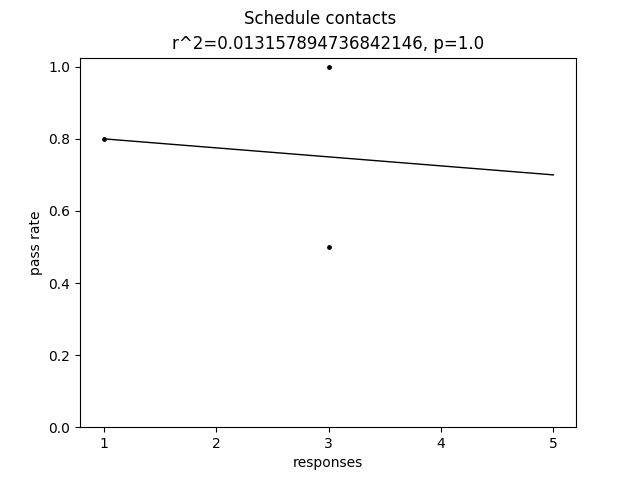 Schedule contacts
r^2=0.013157894736842146, p=1.0
1.0
0.8
0.6
0.4
0.2
0.0
pass rate
1 2 3 4 5
responses